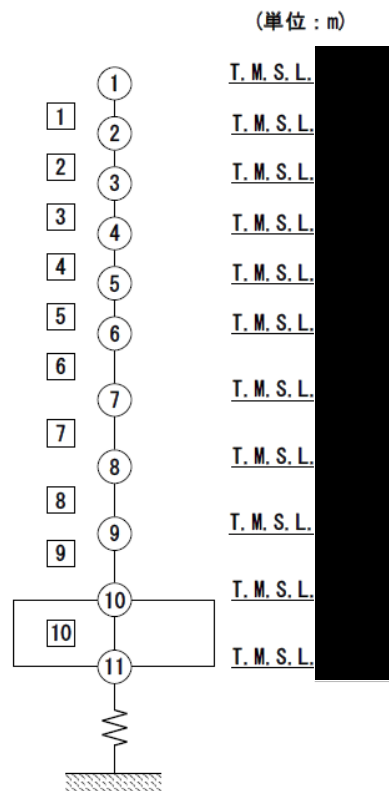 (単位：m)
① T. M. S. L.
1
② T. M. S. L.
2
③ T. M. S. L.
3
④ T. M. S. L.
4
⑤ T. M. S. L.
5
⑥ T. M. S. L.
6
⑦ T. M. S. L.
7
⑧ T. M. S. L.
8
⑨ T. M. S. L.
9
⑩ T. M. S. L.
10
⑪ T. M. S. L.